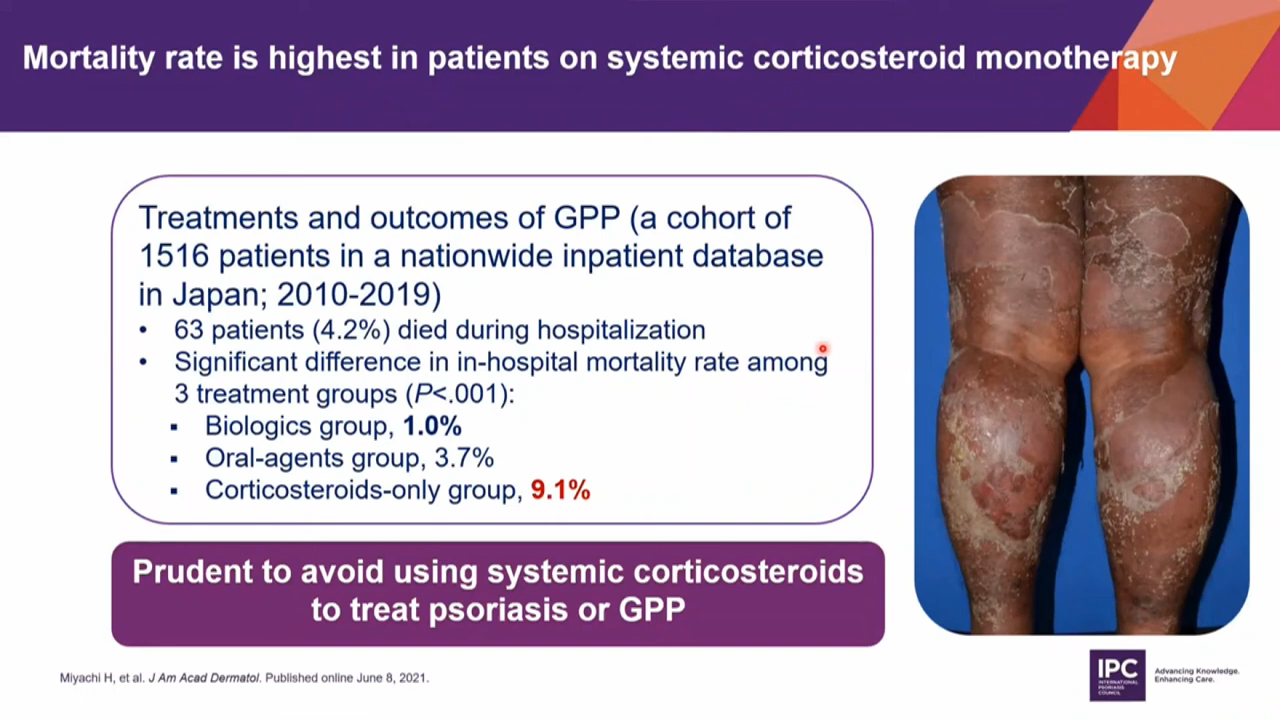 Mortality rate is highest in patients on systemic corticosteroid monotherapy
Treatments and outcomes of GPP (a cohort of
1516 patients in a nationwide inpatient database
in Japan; 2010-2019)
• 63 patients (4.2%) died during hospitalization
• Significant difference in in-hospital mortality rate among
3 treatment groups (P<.001):
▪ Biologics group, 1.0%
▪ Oral-agents group, 3.7%
▪ Corticosteroids-only group, 9.1%
Prudent to avoid using systemic corticosteroids
to treat psoriasis or GPP
Miyachi H, et al. J Am Acad Dermatol. Published online June 8, 2021.
IPC
INTERNATIONAL
PSORIASIS
COUNCIL
Advancing Knowledge.
Enhancing Care.